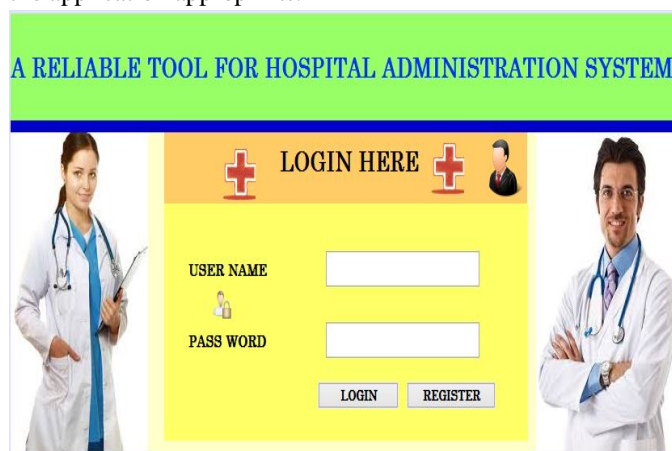 A RELIABLE TOOL FOR HOSPITAL ADMINISTRATION SYSTEM
LOGIN HERE
USER NAME
PASS WORD
LOGIN REGISTER